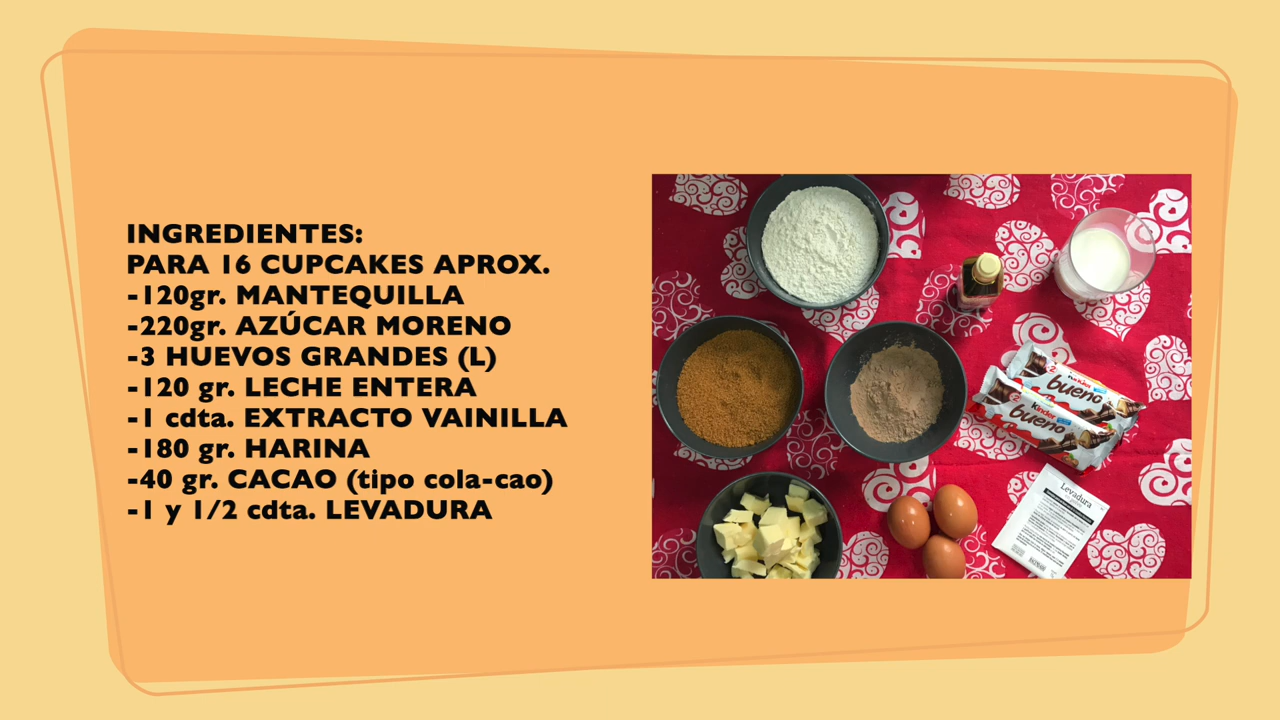 INGREDIENTES:
PARA 16 CUPCAKES APROX.
-120gr. MANTEQUILLA
-220gr. AZÚCAR MORENO
-3 HUEVOS GRANDES (L)
-120 gr. LECHE ENTERA
-1 cdta. EXTRACTO VAINILLA
-180 gr. HARINA
-40 gr. CACAO (tipo cola-cao)
-1 y 1/2 cdta. LEVADURA
Kinder
bueno
Kinder
bueno
Levadura